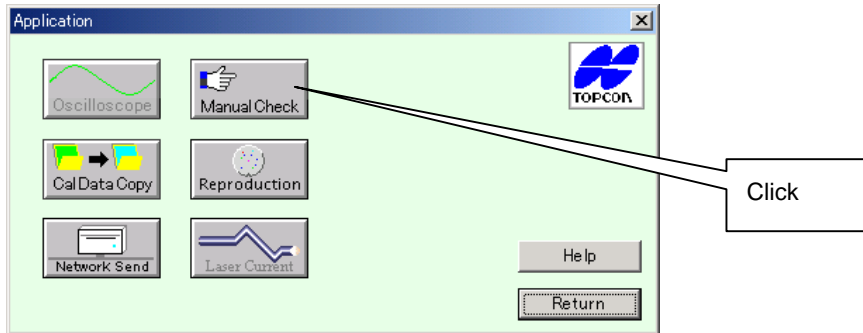 Application
Oscilloscope
Manual Check
TOPCON
Cal Data Copy
Reproduction
Click
Network Send
Laser Current
Help
Return